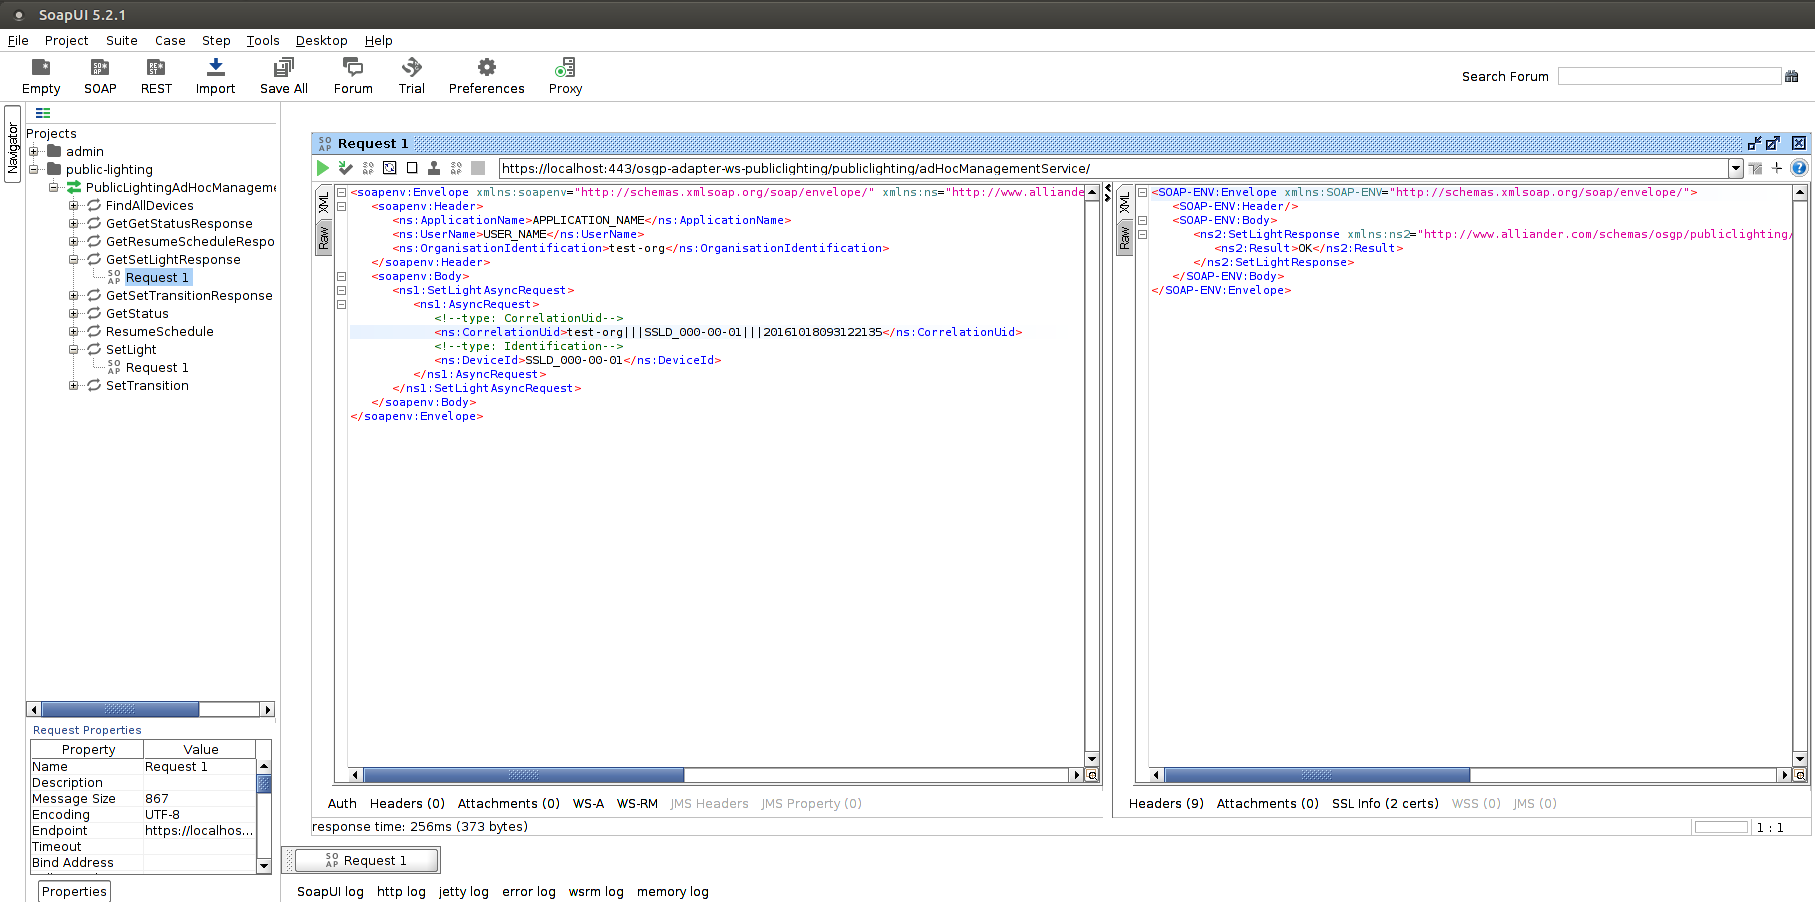 SoapUI 5.2.1
File Project Suite Case Step Tools Desktop Help
Empty SOAP REST Import Save All Forum Trial Preferences Proxy
Search Forum
Navigator
Projects
admin
public-lighting
PublicLightingAdHocManageme
FindAllDevices
GetGetStatusResponse
GetResumeScheduleRespo
GetSetLightResponse
Request 1
GetSetTransitionResponse
GetStatus
ResumeSchedule
SetLight
Request 1
SetTransition
Request Properties
Property Value
Name Request 1
Description
Message Size 867
Encoding UTF-8
Endpoint https://localhos...
Timeout
Bind Address
Properties
Request 1
https://localhost:443/osgp-adapter-ws-publiclighting/publiclighting/adHocManagementService/
XML
Raw
<soapenv:Envelope xmlns:soapenv="http://schemas.xmlsoap.org/soap/envelope/" xmlns:ns="http://www.allian
<soapenv:Header>
<ns:ApplicationName>APPLICATION_NAME</ns:ApplicationName>
<ns:UserName>USER_NAME</ns:UserName>
<ns:OrganisationIdentification>test-org</ns:OrganisationIdentification>
</soapenv:Header>
<soapenv:Body>
<ns1:SetLightAsyncRequest>
<ns1:AsyncRequest>
<!--type: CorrelationUid-->
<ns:CorrelationUid>test-org|||SSLD_000-00-01|||20161018093122135</ns:CorrelationUid>
<!--type: Identification-->
<ns:DeviceId>SSLD_000-00-01</ns:DeviceId>
</ns1:AsyncRequest>
</ns1:SetLightAsyncRequest>
</soapenv:Body>
</soapenv:Envelope>
Auth Headers (0) Attachments (0) WS-A WS-RM JMS Headers JMS Property (0)
response time: 256ms (373 bytes)
XML
Raw
<SOAP-ENV:Envelope xmlns:SOAP-ENV="http://schemas.xmlsoap.org/soap/envelope/">
<SOAP-ENV:Header/>
<SOAP-ENV:Body>
<ns2:SetLightResponse xmlns:ns2="http://www.alliander.com/schemas/osgp/publiclighting/
<ns2:Result>OK</ns2:Result>
</ns2:SetLightResponse>
</SOAP-ENV:Body>
</SOAP-ENV:Envelope>
Headers (9) Attachments (0) SSL Info (2 certs) WSS (0) JMS (0)
1 : 1
Request 1
SoapUI log http log jetty log error log wsrm log memory log